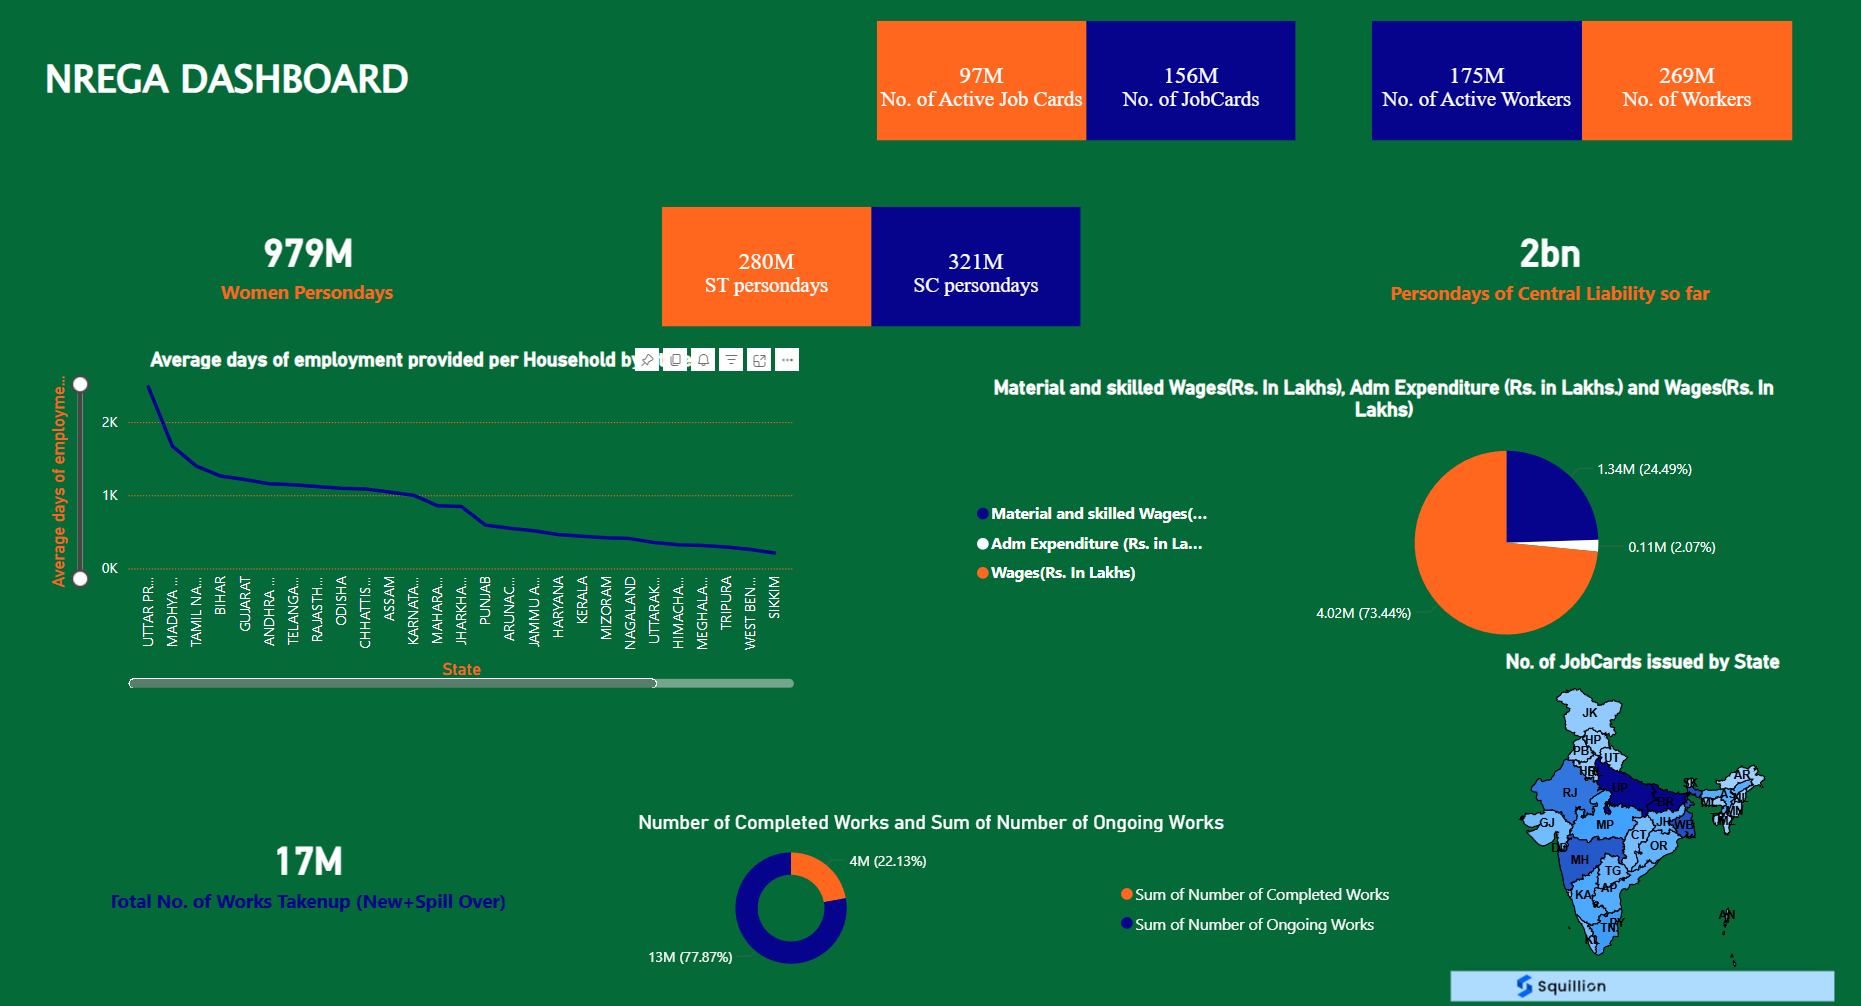 NREGA DASHBOARD
97M
No. of Active Job Cards
156M
No. of JobCards
175M
No. of Active Workers
269M
No. of Workers
979M
Women Persondays
280M
ST persondays
321M
SC persondays
2bn
Persondays of Central Liability so far
Average days of employment provided per Household by
Average days of employme...
2K
1K
0K
UTTAR PR...
MADHYA ...
TAMIL NA...
BIHAR
GUJARAT
ANDHRA ...
TELANGA...
RAJASTH...
ODISHA
CHHATTIS...
ASSAM
KARNATA...
MAHARA...
JHARKHA...
PUNJAB
ARUNAC...
JAMMU A...
HARYANA
KERALA
MIZORAM
NAGALAND
UTTARAK...
HIMACHA...
MEGHALA...
TRIPURA
WEST BEN...
SIKKIM
State
Material and skilled Wages(Rs. In Lakhs), Adm Expenditure (Rs. in Lakhs.) and Wages(Rs. In
Lakhs)
Material and skilled Wages(...
Adm Expenditure (Rs. in La...
Wages(Rs. In Lakhs)
1.34M (24.49%)
0.11M (2.07%)
4.02M (73.44%)
No. of JobCards issued by State
JK
HP
PB
UT
RJ
UP
BR
SK
AR
AS
GJ
MP
JH
WB
CT
OR
MH
TG
AP
KA
PY
TN
KL
AN
17M
Total No. of Works Takenup (New+Spill Over)
Number of Completed Works and Sum of Number of Ongoing Works
4M (22.13%)
13M (77.87%)
Sum of Number of Completed Works
Sum of Number of Ongoing Works
Squillion